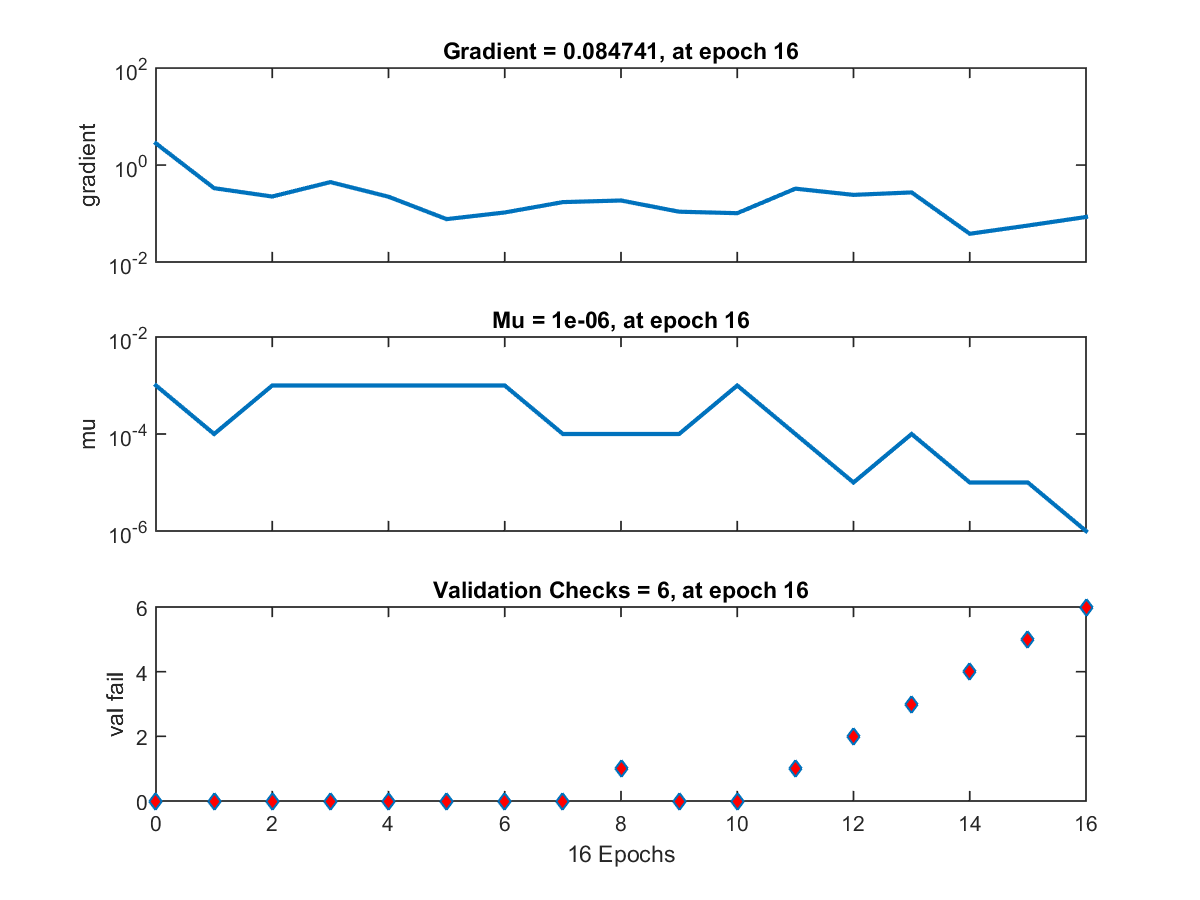 Gradient = 0.084741, at epoch 16
10^2
10^0
10^-2
gradient
Mu = 1e-06, at epoch 16
10^-2
10^-4
10^-6
mu
Validation Checks = 6, at epoch 16
6
4
2
0
val fail
0 2 4 6 8 10 12 14 16
16 Epochs